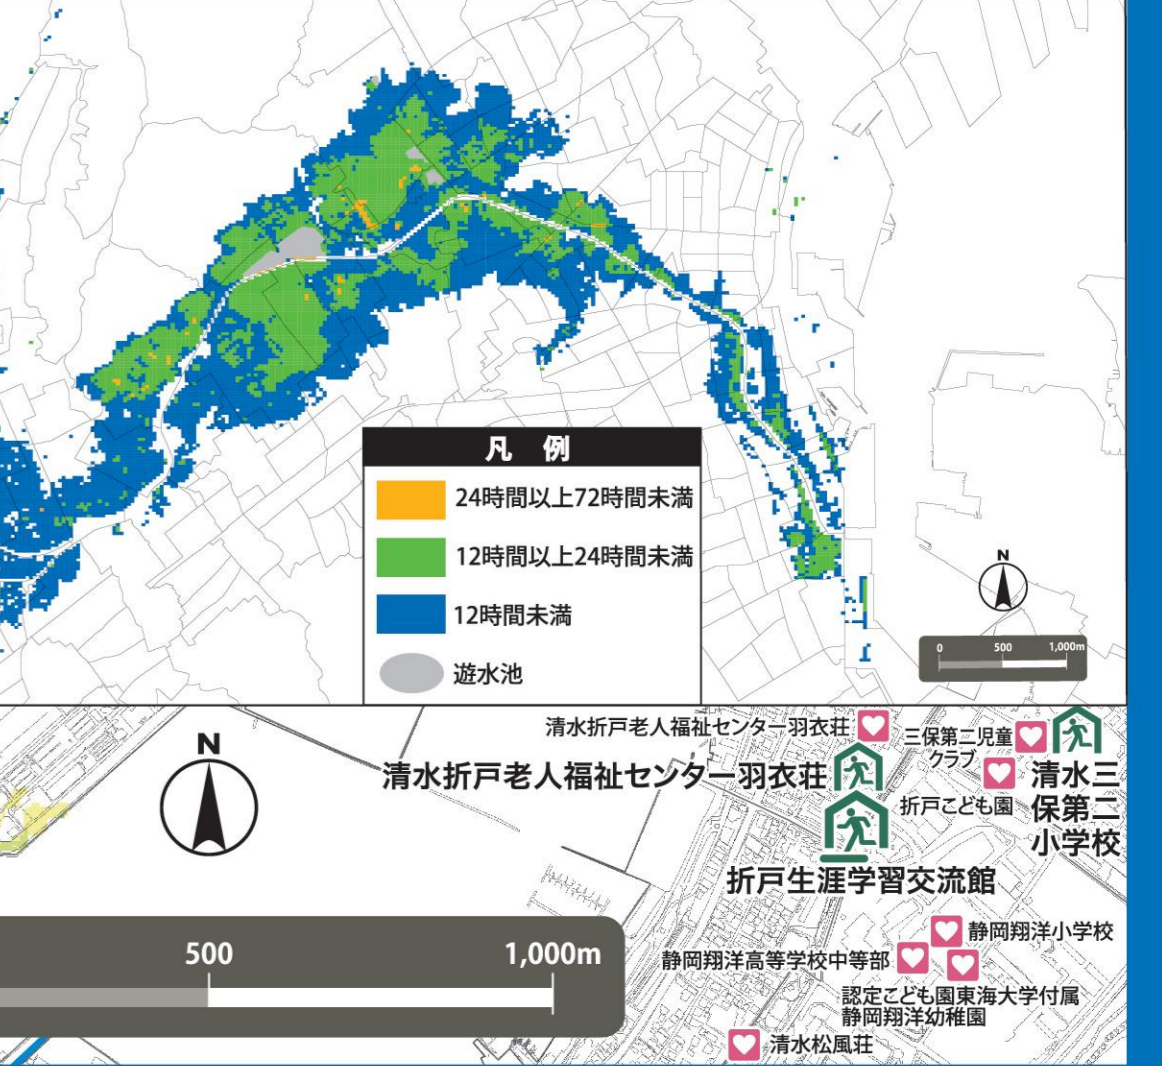 凡 例
24時間以上72時間未満
12時間以上24時間未満
12時間未満
遊水池
N
0 500 1,000m
清水折戸老人福祉センター羽衣荘
三保第二児童
クラブ
N
清水折戸老人福祉センター羽衣荘
清水三
保第二
小学校
折戸こども園
折戸生涯学習交流館
500 1,000m
静岡翔洋小学校
静岡翔洋高等学校中等部
認定こども園東海大学付属
静岡翔洋幼稚園
清水松風荘